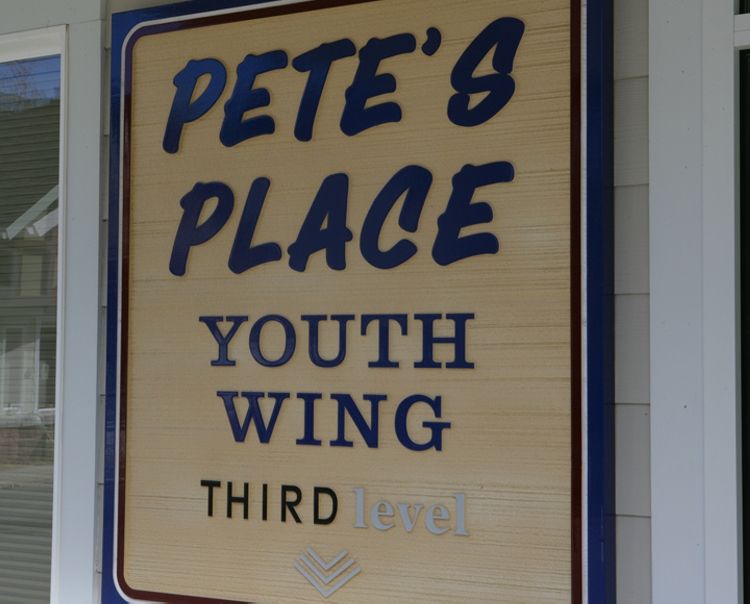 PETE'S
PLACE
YOUTH
WING
THIRD level